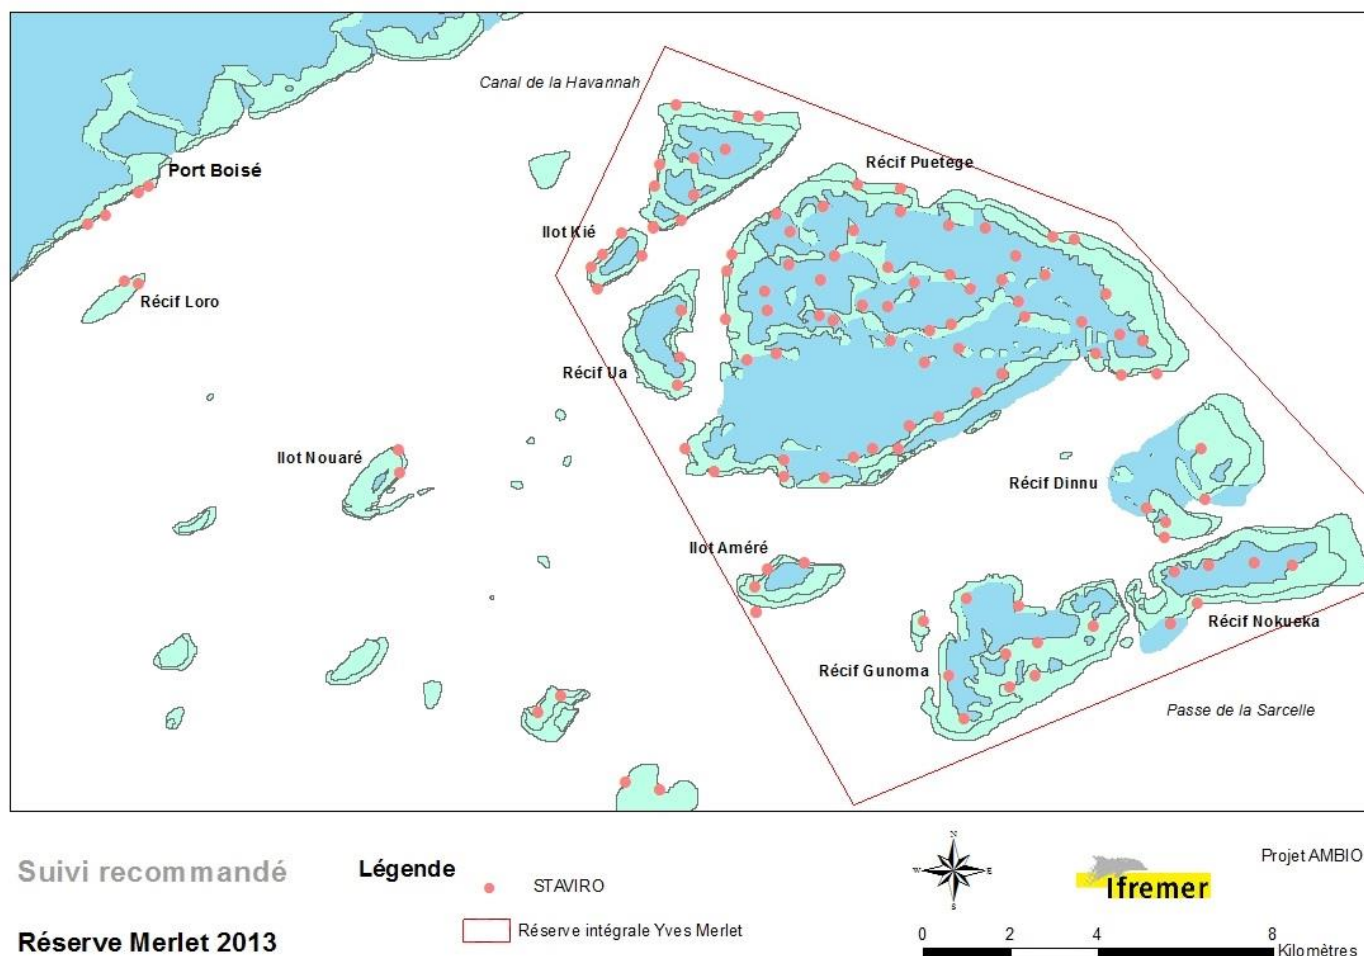 Canal de la Havannah
Récif Puetege
Port Boisé
Ilot Kié
Récif Loro
Récif Ua
Ilot Nouaré
Récif Dinnu
Ilot Améré
Récif Nokueka
Récif Gunoma
Passe de la Sarcelle
Suivi recommandé
Légende
STAVIRO
Réserve intégrale Yves Merlet
Réserve Merlet 2013
N
W E
S
Ifremer
Projet AMBIO
0 2 4 8
Kilomètres